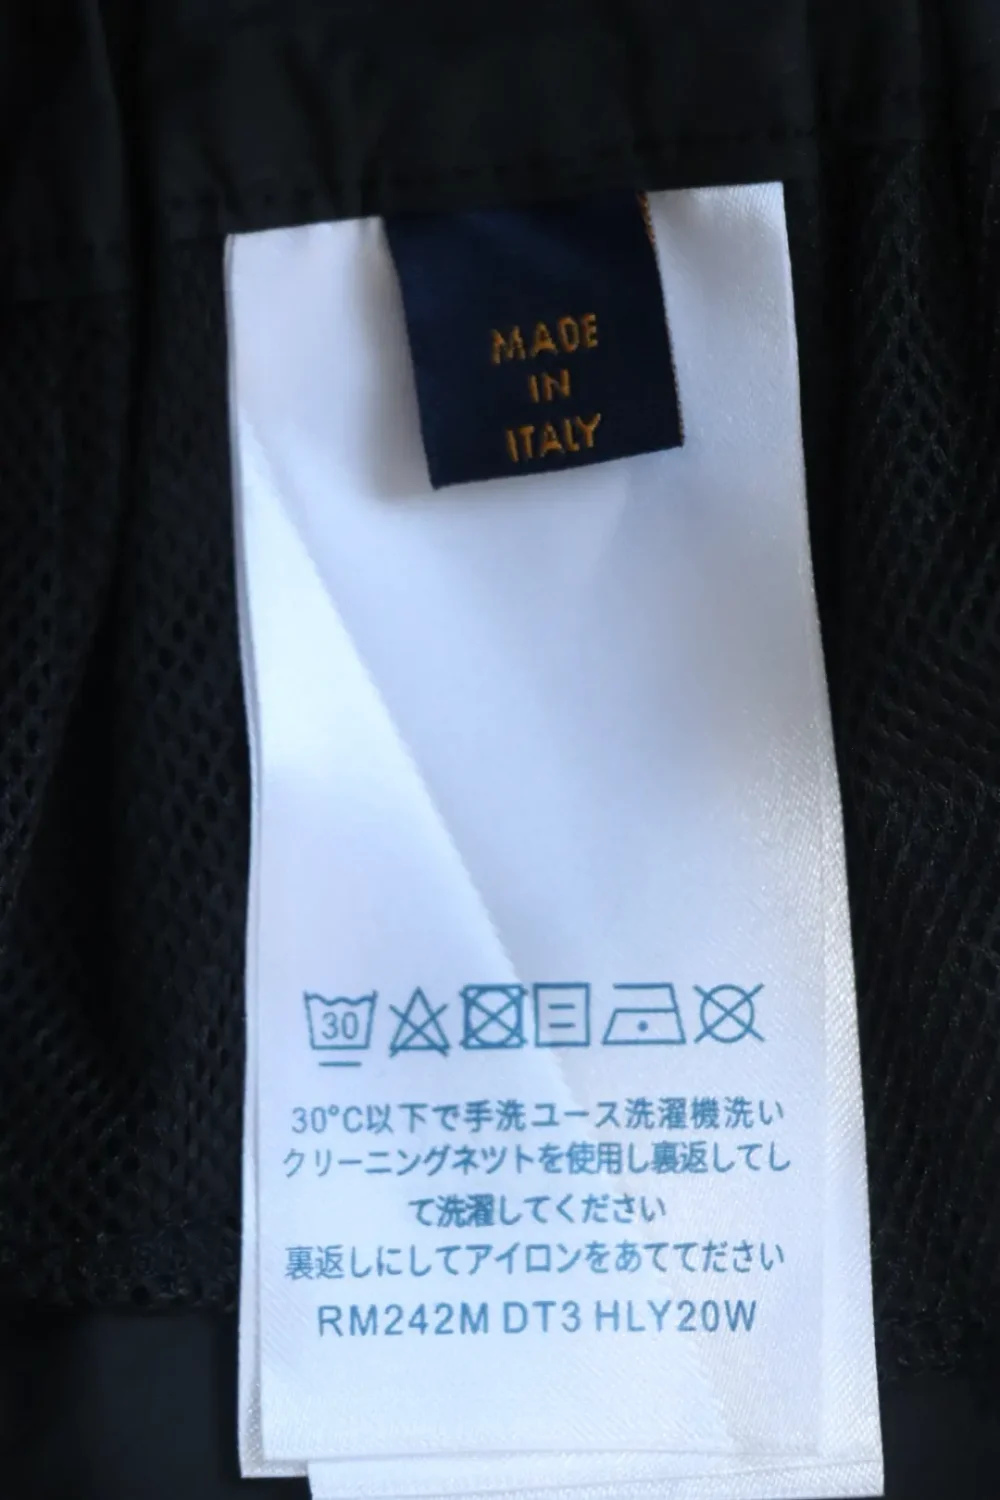 MADE
IN
ITALY
30
30°C以下で手洗ユース洗濯機洗い
クリーニングネツトを使用し裏返してし
て洗濯してください
裏返しにしてアイロンをあててださい
RM242M DT3 HLY20W